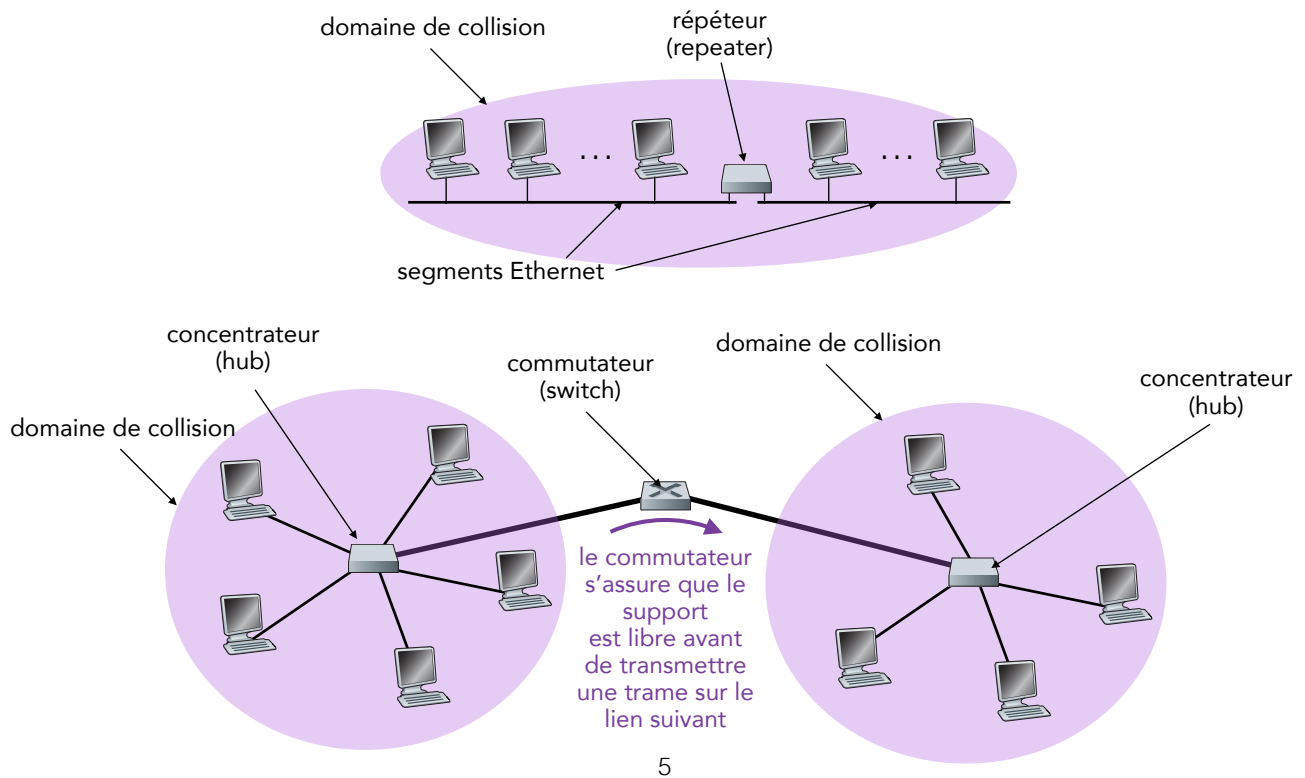 domaine de collision
répéteur
(repeater)
. . .
. . .
segments Ethernet
concentrateur
(hub)
domaine de collision
commutateur
(switch)
domaine de collision
concentrateur
(hub)
le commutateur
s’assure que le
support
est libre avant
de transmettre
une trame sur le
lien suivant
5